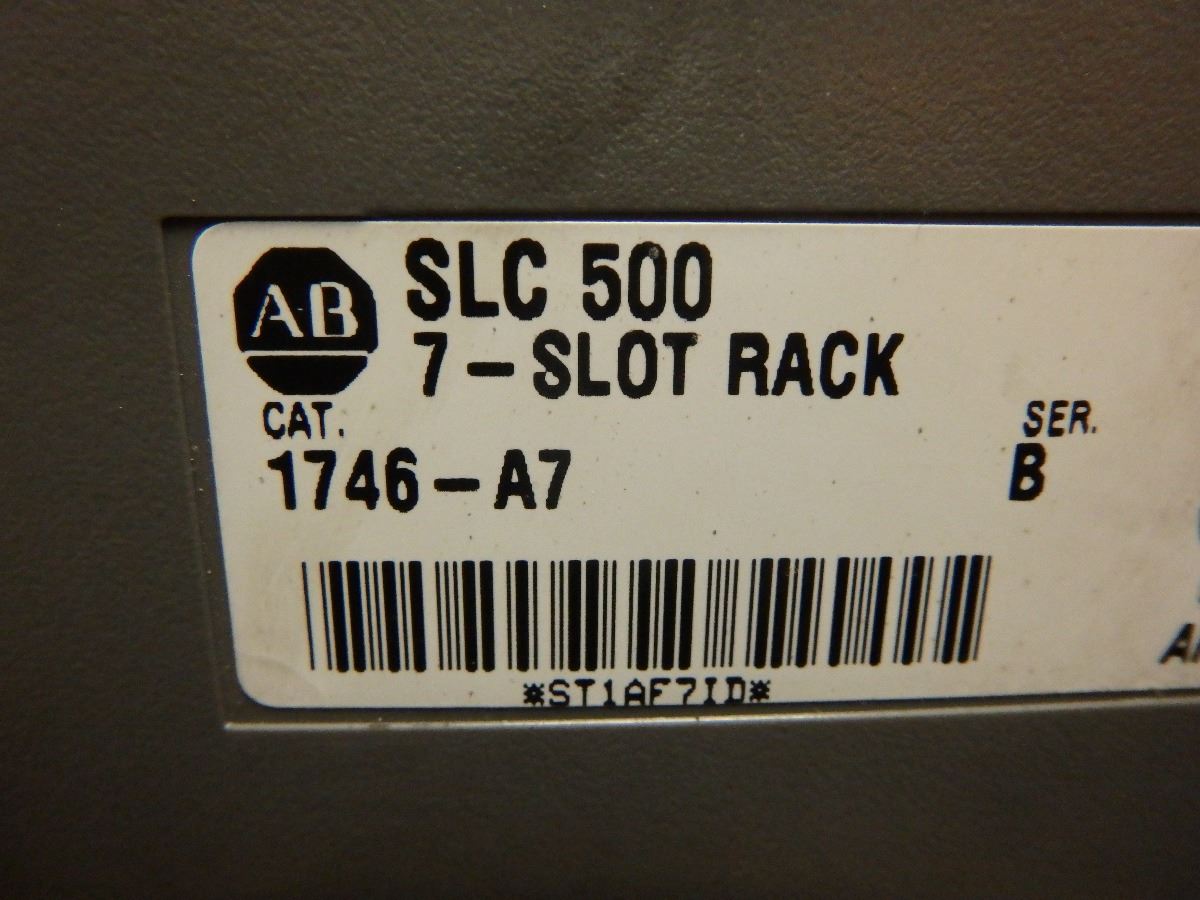 AB
SLC 500
7-SLOT RACK
CAT.
SER.
1746-A7
B
*ST1AF7ID*